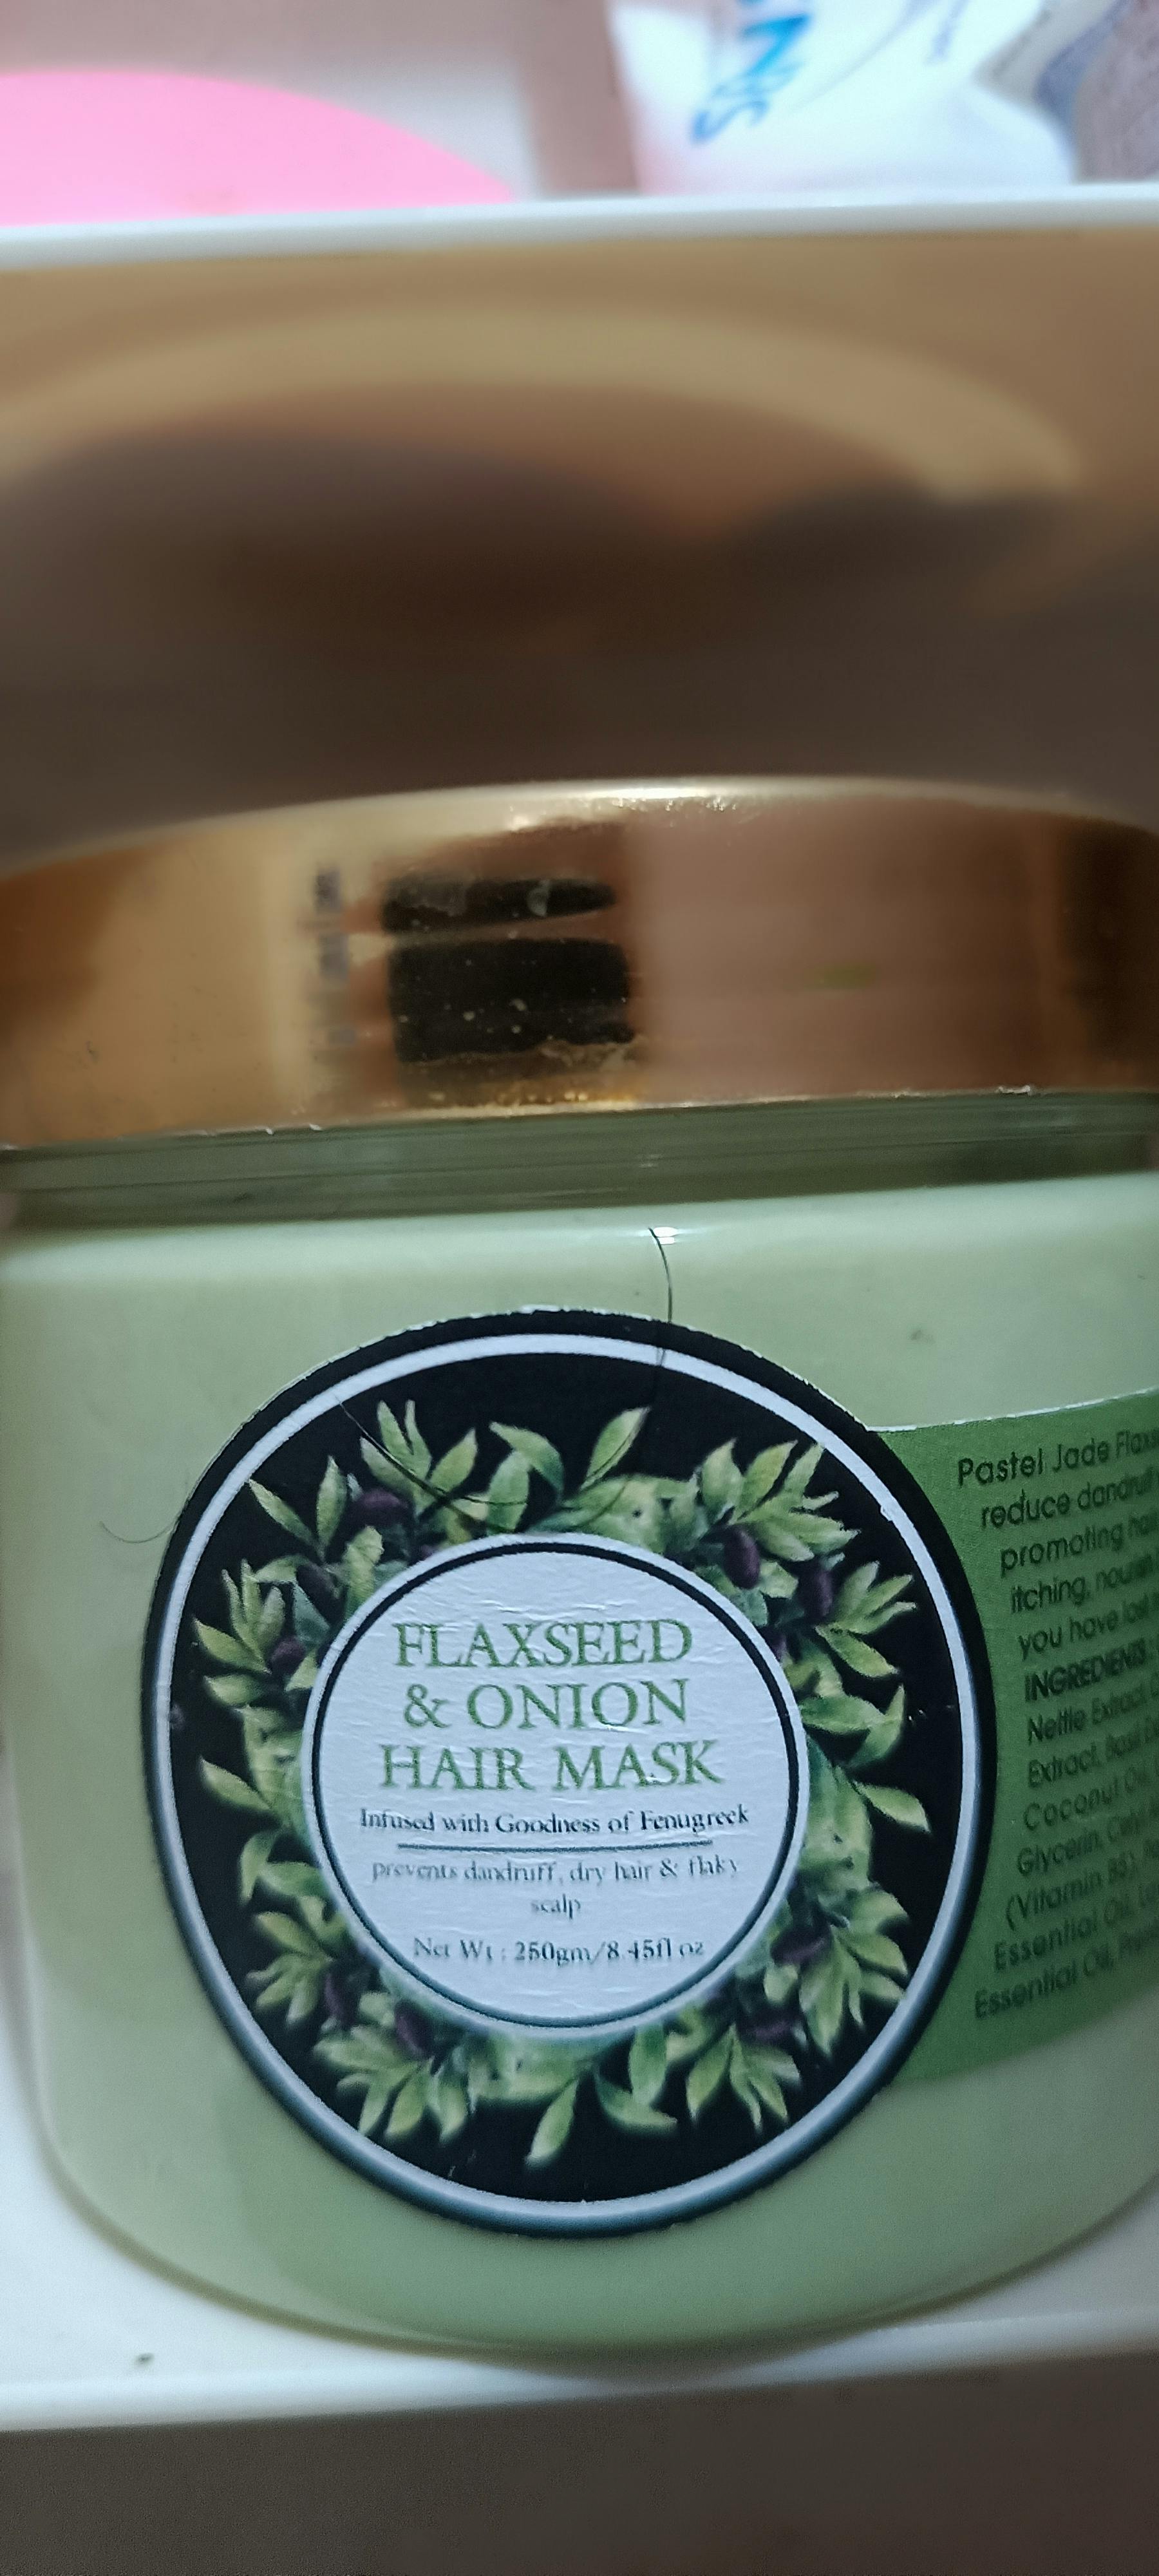 FLAXSEED
& ONION
HAIR MASK
Infused with Goodness of Fenugreek
prevents dandruff, dry hair & flaky
scalp
Net Wt : 250gm/8.45fl oz
Pastel Jade
reduce dandruff
promoting
itching,
you have
INGREDIENTS
Nettle Extract
Extract,
Coconut Oil
Glycerin,
(Vitamin B5),
Essential Oil,
Essential Oil,